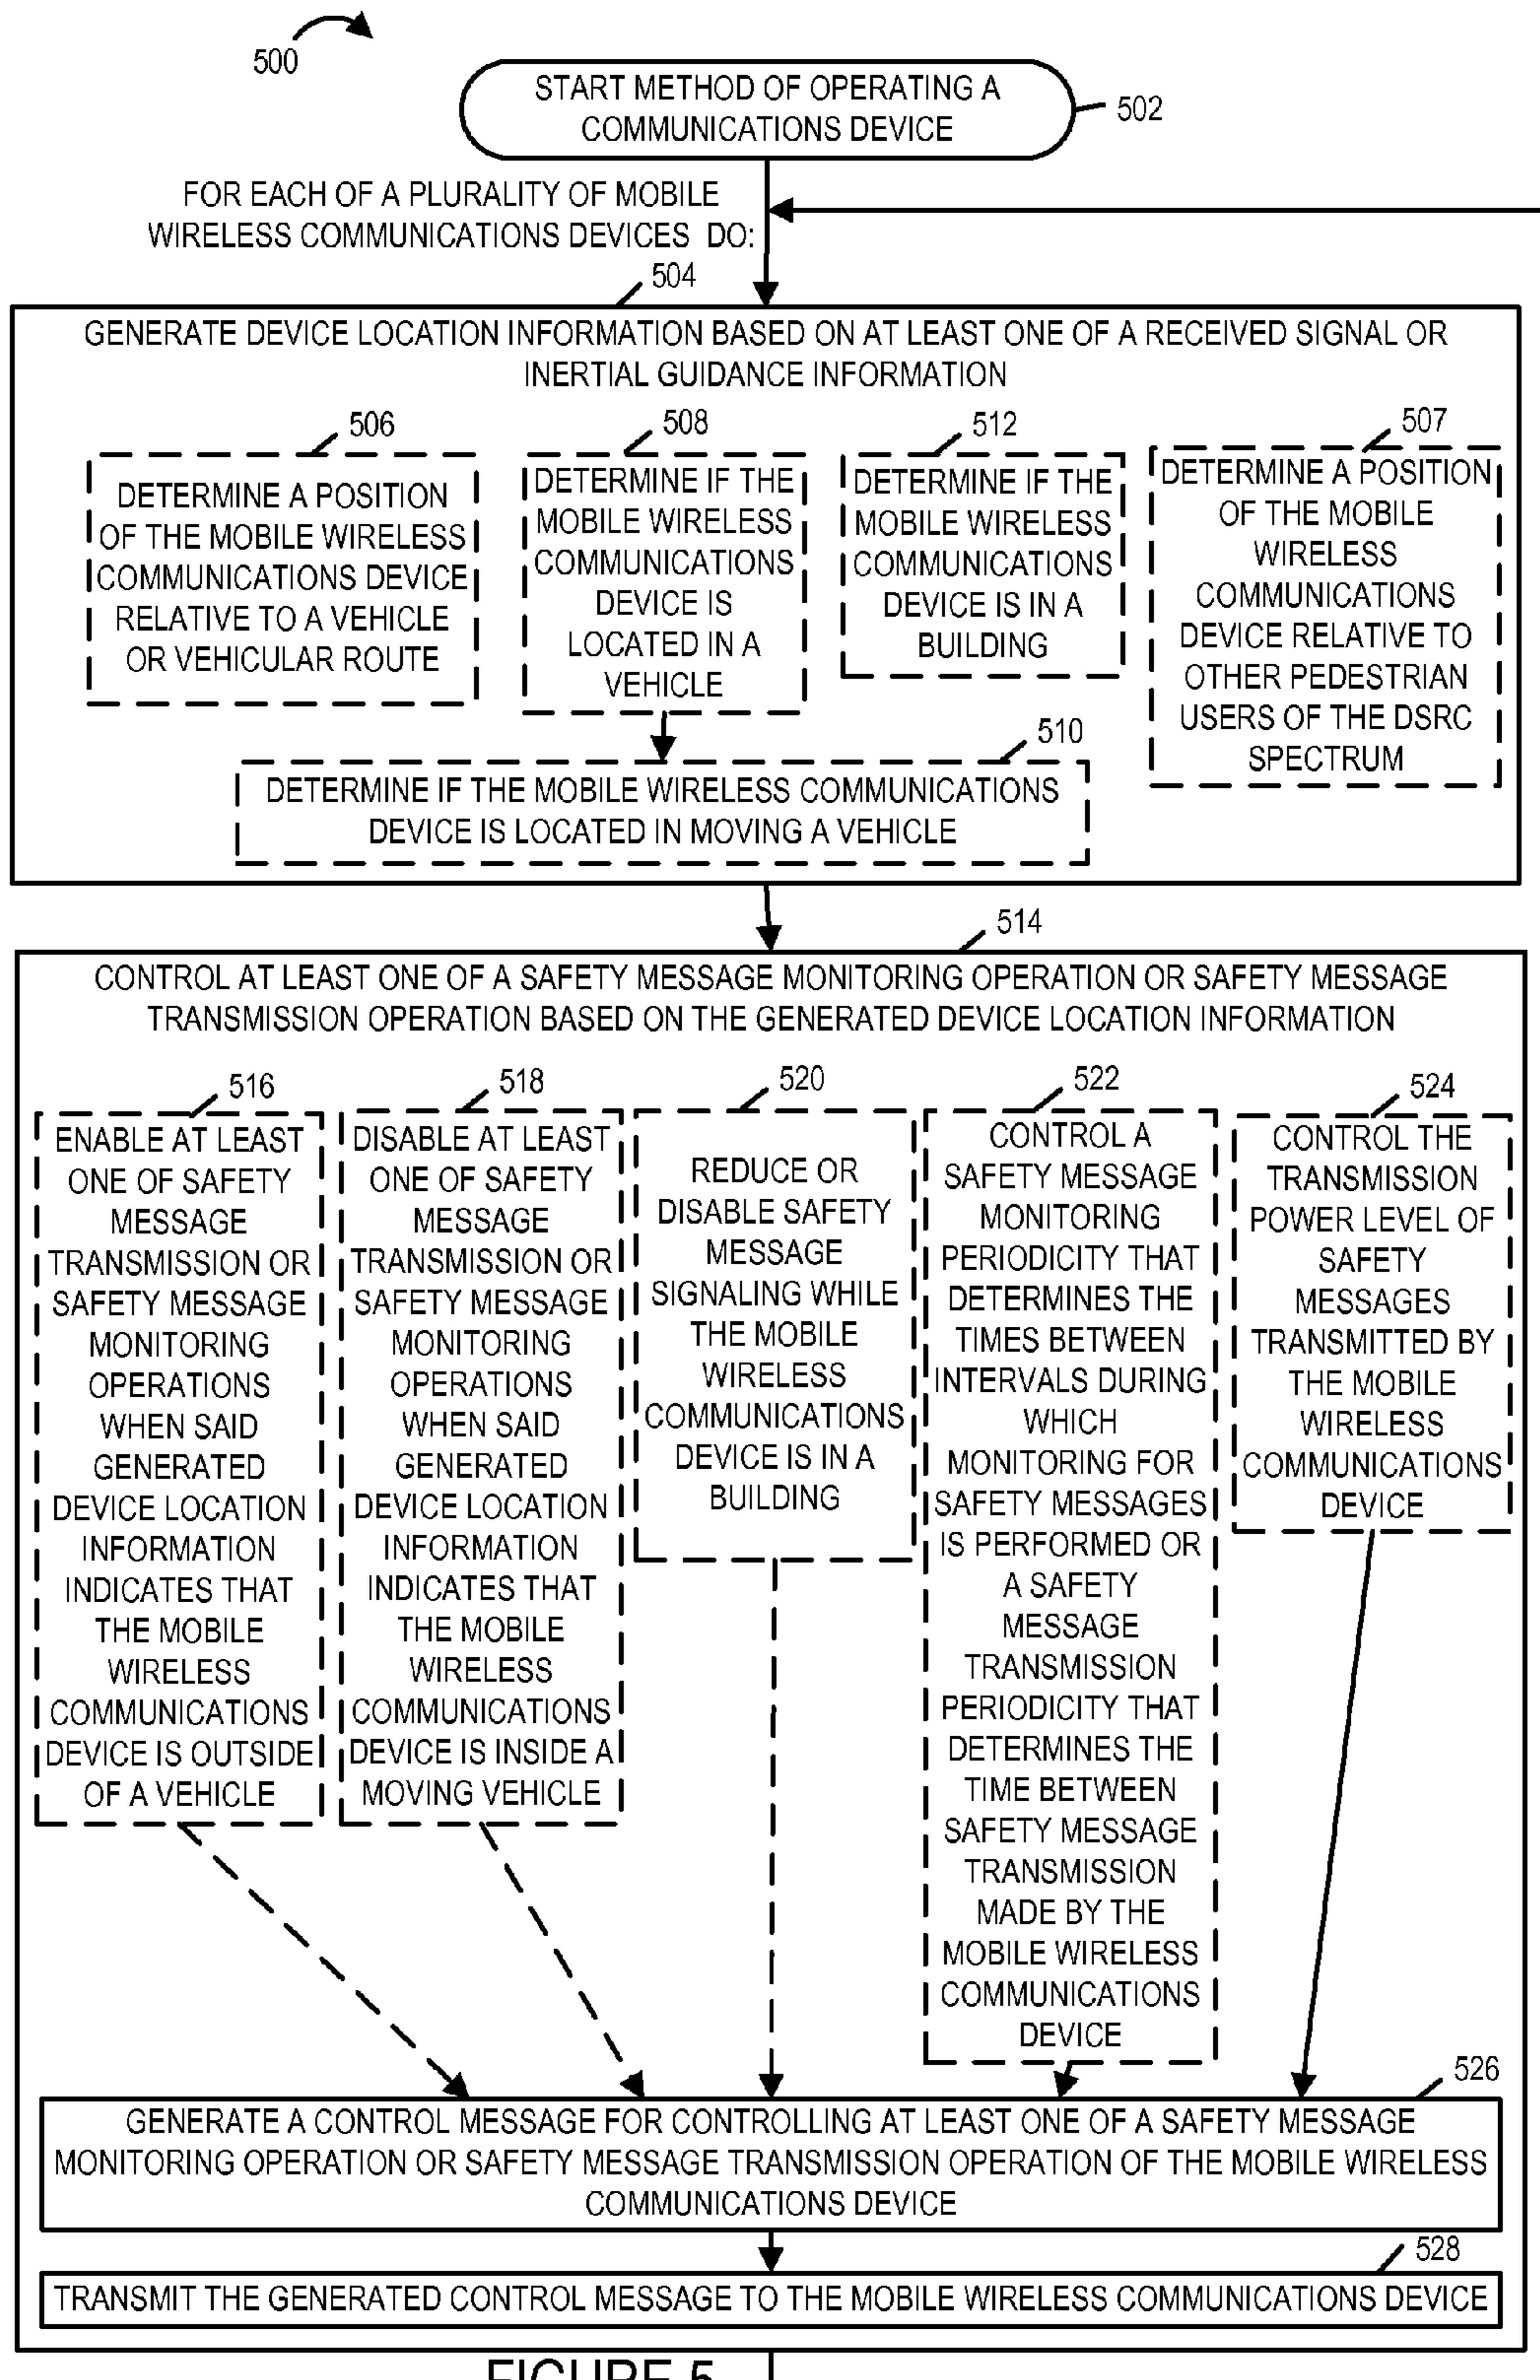 500
START METHOD OF OPERATING A
COMMUNICATIONS DEVICE
502
FOR EACH OF A PLURALITY OF MOBILE
WIRELESS COMMUNICATIONS DEVICES DO:
504
GENERATE DEVICE LOCATION INFORMATION BASED ON AT LEAST ONE OF A RECEIVED SIGNAL OR
INERTIAL GUIDANCE INFORMATION
506
DETERMINE A POSITION
OF THE MOBILE WIRELESS
COMMUNICATIONS DEVICE
RELATIVE TO A VEHICLE
OR VEHICULAR ROUTE
508
DETERMINE IF THE
MOBILE WIRELESS
COMMUNICATIONS
DEVICE IS
LOCATED IN A
VEHICLE
512
DETERMINE IF THE
MOBILE WIRELESS
COMMUNICATIONS
DEVICE IS IN A
BUILDING
507
DETERMINE A POSITION
OF THE MOBILE
WIRELESS
COMMUNICATIONS
DEVICE RELATIVE TO
OTHER PEDESTRIAN
USERS OF THE DSRC
SPECTRUM
510
DETERMINE IF THE MOBILE WIRELESS COMMUNICATIONS
DEVICE IS LOCATED IN MOVING A VEHICLE
514
CONTROL AT LEAST ONE OF A SAFETY MESSAGE MONITORING OPERATION OR SAFETY MESSAGE
TRANSMISSION OPERATION BASED ON THE GENERATED DEVICE LOCATION INFORMATION
516
ENABLE AT LEAST
ONE OF SAFETY
MESSAGE
TRANSMISSION OR
SAFETY MESSAGE
MONITORING
OPERATIONS
WHEN SAID
GENERATED
DEVICE LOCATION
INFORMATION
INDICATES THAT
THE MOBILE
WIRELESS
COMMUNICATIONS
DEVICE IS OUTSIDE
OF A VEHICLE
518
DISABLE AT LEAST
ONE OF SAFETY
MESSAGE
TRANSMISSION OR
SAFETY MESSAGE
MONITORING
OPERATIONS
WHEN SAID
GENERATED
DEVICE LOCATION
INFORMATION
INDICATES THAT
THE MOBILE
WIRELESS
COMMUNICATIONS
DEVICE IS INSIDE A
MOVING VEHICLE
520
REDUCE OR
DISABLE SAFETY
MESSAGE
SIGNALING WHILE
THE MOBILE
WIRELESS
COMMUNICATIONS
DEVICE IS IN A
BUILDING
522
CONTROL A
SAFETY MESSAGE
MONITORING
PERIODICITY THAT
DETERMINES THE
TIMES BETWEEN
INTERVALS DURING
WHICH
MONITORING FOR
SAFETY MESSAGES
IS PERFORMED OR
A SAFETY
MESSAGE
TRANSMISSION
PERIODICITY THAT
DETERMINES THE
TIME BETWEEN
SAFETY MESSAGE
TRANSMISSION
MADE BY THE
MOBILE WIRELESS
COMMUNICATIONS
DEVICE
524
CONTROL THE
TRANSMISSION
POWER LEVEL OF
SAFETY
MESSAGES
TRANSMITTED BY
THE MOBILE
WIRELESS
COMMUNICATIONS
DEVICE
526
GENERATE A CONTROL MESSAGE FOR CONTROLLING AT LEAST ONE OF A SAFETY MESSAGE
MONITORING OPERATION OR SAFETY MESSAGE TRANSMISSION OPERATION OF THE MOBILE WIRELESS
COMMUNICATIONS DEVICE
528
TRANSMIT THE GENERATED CONTROL MESSAGE TO THE MOBILE WIRELESS COMMUNICATIONS DEVICE
FIGURE 5